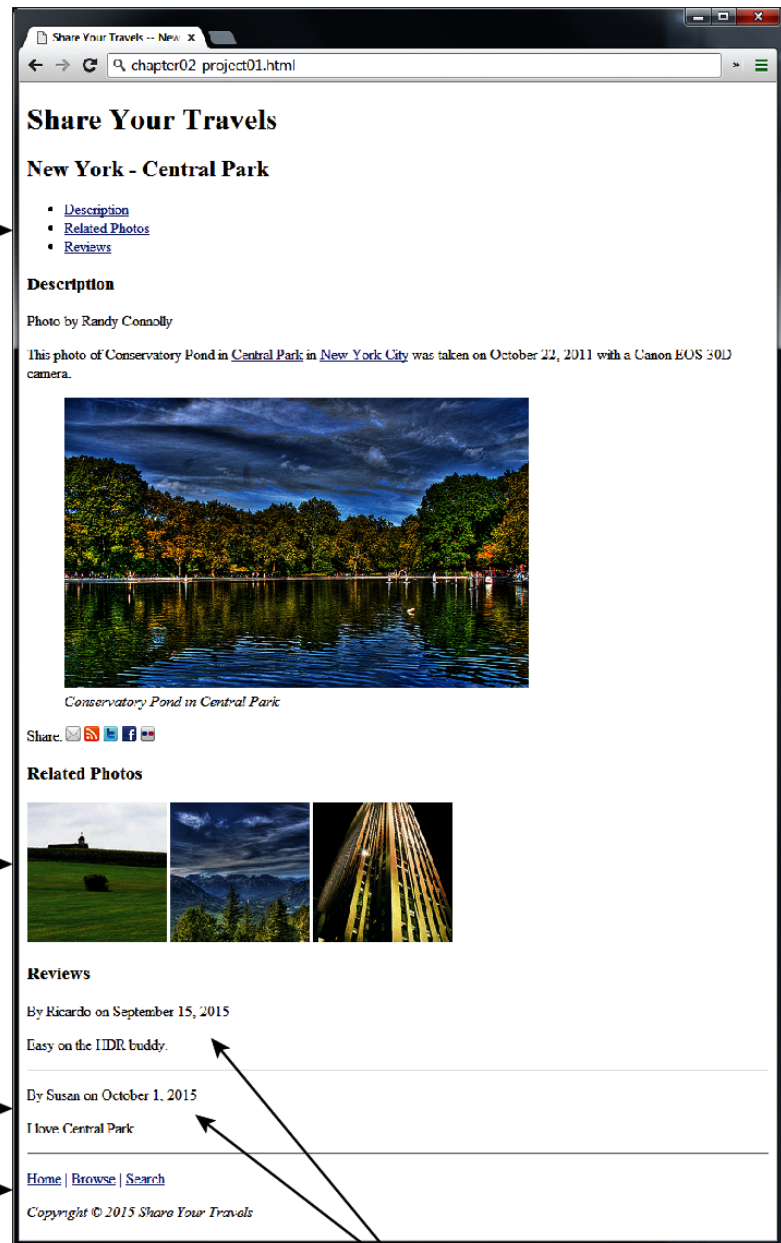 Share Your Travels -- New
chapter02 project01.html
Share Your Travels
New York - Central Park
Description
Related Photos
Reviews
Description
Photo by Randy Connolly
This photo of Conservatory Pond in Central Park in New York City was taken on October 22, 2011 with a Canon EOS 30D
camera.
Conservatory Pond in Central Park
Share:
Related Photos
Reviews
By Ricardo on September 15, 2015
Easy on the HDR buddy.
By Susan on October 1, 2015
I love Central Park
Home | Browse | Search
Copyright © 2015 Share Your Travels